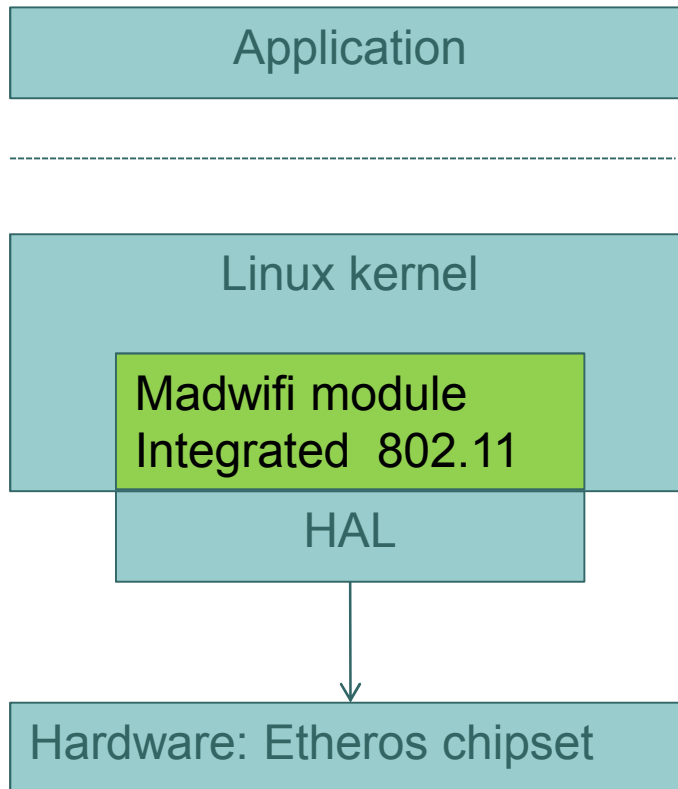 Application
Linux kernel
Madwifi module
Integrated 802.11
HAL
Hardware: Etheros chipset